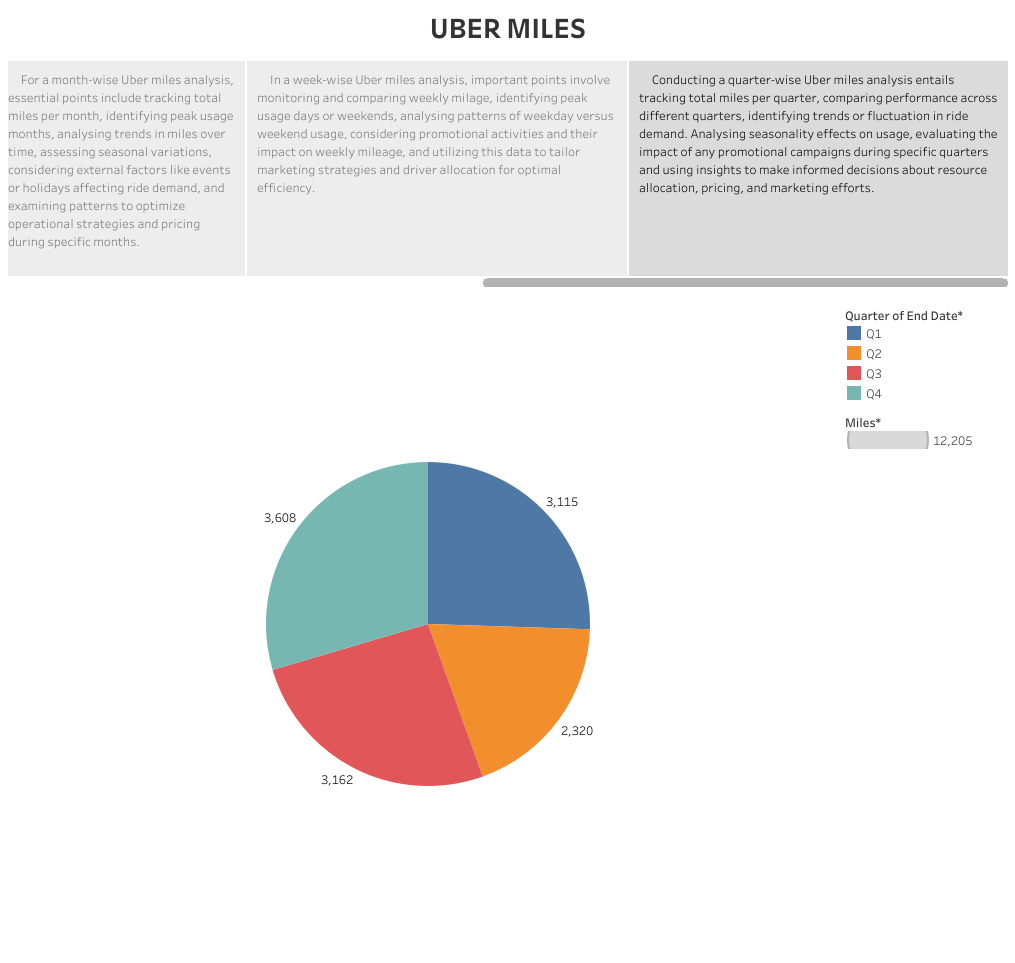 UBER MILES
For a month-wise Uber miles analysis,
essential points include tracking total
miles per month, identifying peak usage
months, analysing trends in miles over
time, assessing seasonal variations,
considering external factors like events
or holidays affecting ride demand, and
examining patterns to optimize
operational strategies and pricing
during specific months.
In a week-wise Uber miles analysis, important points involve
monitoring and comparing weekly milage, identifying peak
usage days or weekends, analysing patterns of weekday versus
weekend usage, considering promotional activities and their
impact on weekly mileage, and utilizing this data to tailor
marketing strategies and driver allocation for optimal
efficiency.
Conducting a quarter-wise Uber miles analysis entails
tracking total miles per quarter, comparing performance across
different quarters, identifying trends or fluctuation in ride
demand. Analysing seasonality effects on usage, evaluating the
impact of any promotional campaigns during specific quarters
and using insights to make informed decisions about resource
allocation, pricing, and marketing efforts.
Quarter of End Date*
Q1
Q2
Q3
Q4
Miles*
12,205
3,115
3,608
2,320
3,162